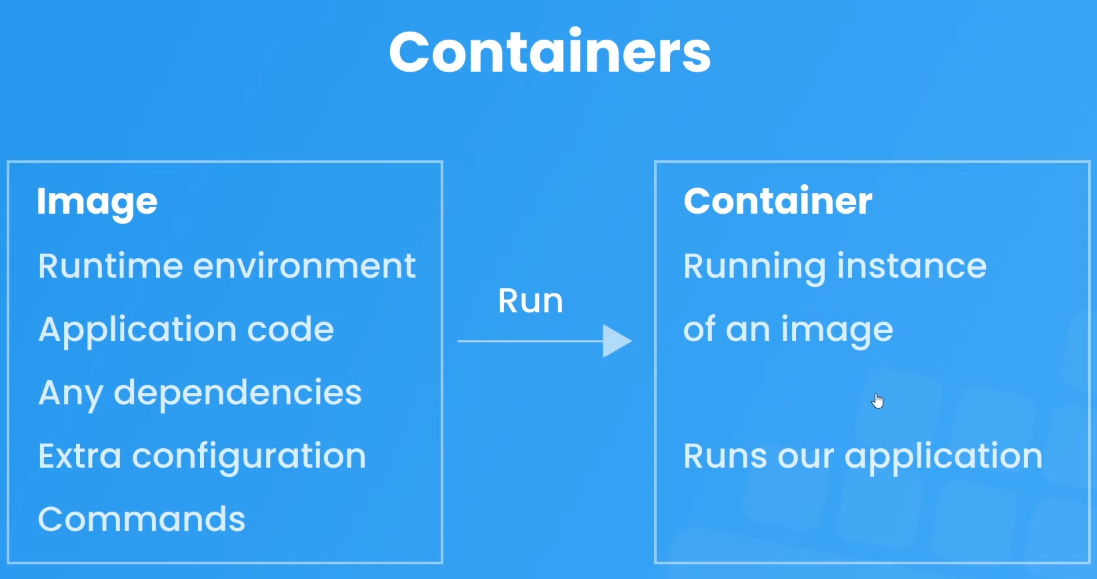 Containers
Image
Runtime environment
Application code
Any dependencies
Extra configuration
Commands
Run
Container
Running instance
of an image
Runs our application